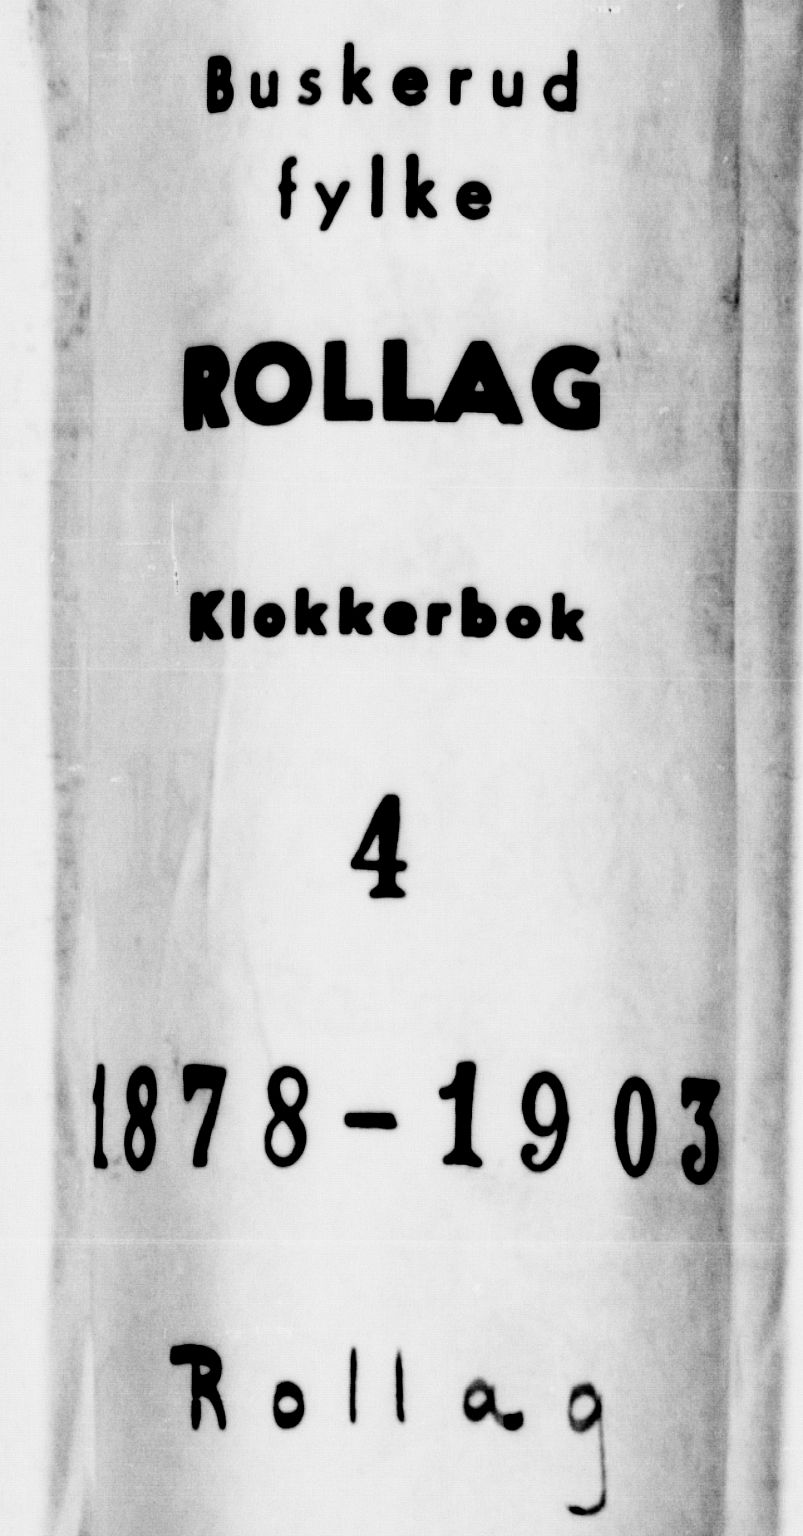 Buskerud
fylke
ROLLAG
Klokkerbok
4
1878-1903
Rollag